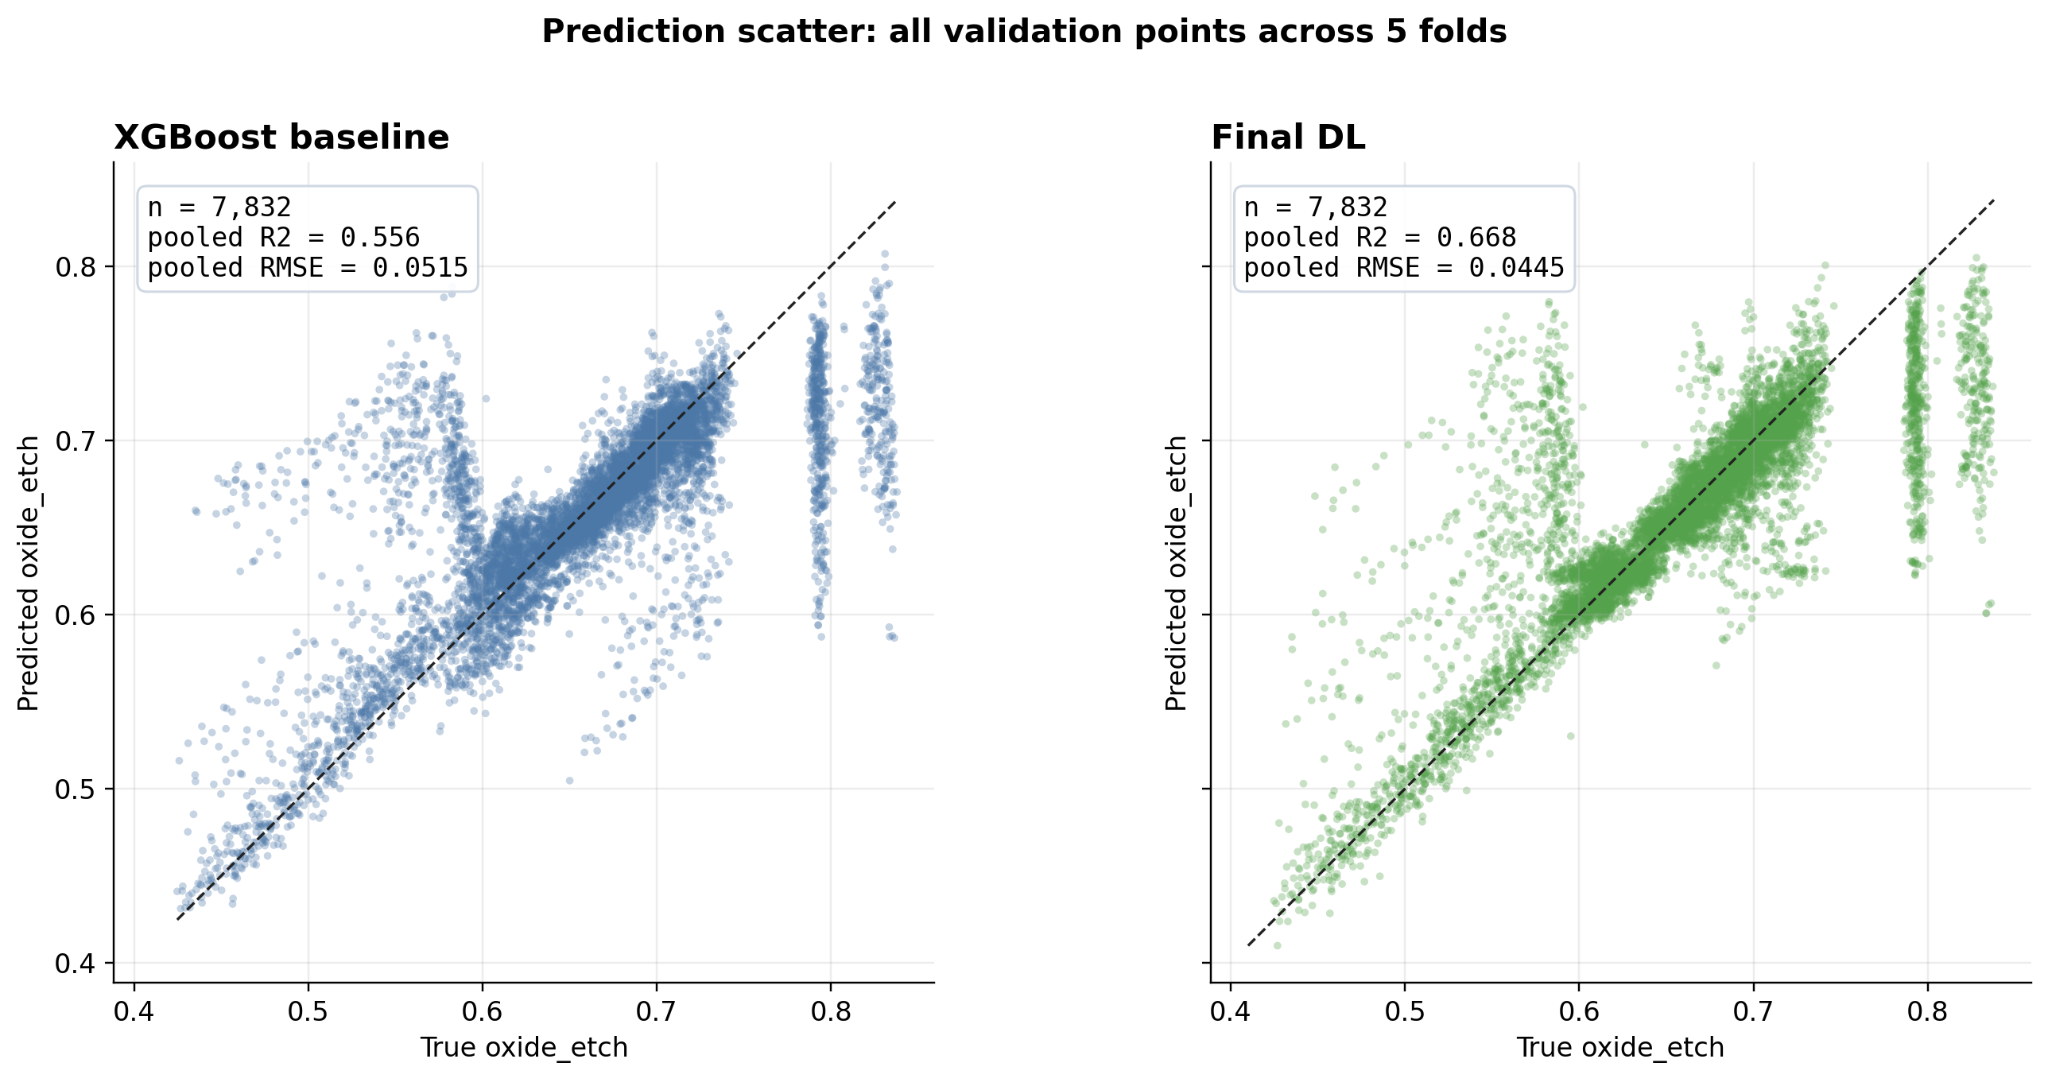 Prediction scatter: all validation points across 5 folds
XGBoost baseline
n = 7,832
pooled R2 = 0.556
pooled RMSE = 0.0515
Predicted oxide_etch
0.8
0.7
0.6
0.5
0.4
0.4 0.5 0.6 0.7 0.8
True oxide_etch
Final DL
n = 7,832
pooled R2 = 0.668
pooled RMSE = 0.0445
Predicted oxide_etch
0.4 0.5 0.6 0.7 0.8
True oxide_etch